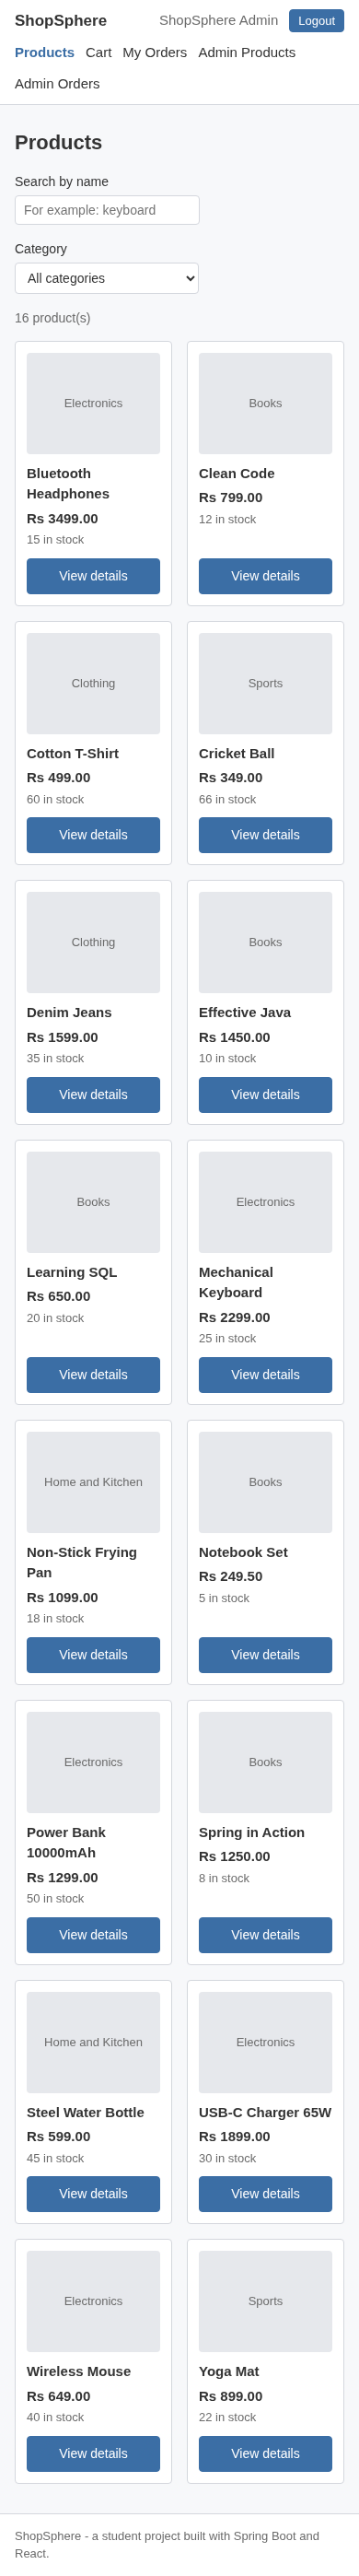 ShopSphere
ShopSphere Admin
Logout
Products
Cart
My Orders
Admin Products
Admin Orders
Products
Search by name
For example: keyboard
Category
All categories
16 product(s)
Electronics
Bluetooth
Headphones
Rs 3499.00
15 in stock
View details
Books
Clean Code
Rs 799.00
12 in stock
View details
Clothing
Cotton T-Shirt
Rs 499.00
60 in stock
View details
Sports
Cricket Ball
Rs 349.00
66 in stock
View details
Clothing
Denim Jeans
Rs 1599.00
35 in stock
View details
Books
Effective Java
Rs 1450.00
10 in stock
View details
Books
Learning SQL
Rs 650.00
20 in stock
View details
Electronics
Mechanical
Keyboard
Rs 2299.00
25 in stock
View details
Home and Kitchen
Non-Stick Frying
Pan
Rs 1099.00
18 in stock
View details
Books
Notebook Set
Rs 249.50
5 in stock
View details
Electronics
Power Bank
10000mAh
Rs 1299.00
50 in stock
View details
Books
Spring in Action
Rs 1250.00
8 in stock
View details
Home and Kitchen
Steel Water Bottle
Rs 599.00
45 in stock
View details
Electronics
USB-C Charger 65W
Rs 1899.00
30 in stock
View details
Electronics
Wireless Mouse
Rs 649.00
40 in stock
View details
Sports
Yoga Mat
Rs 899.00
22 in stock
View details
ShopSphere - a student project built with Spring Boot and
React.